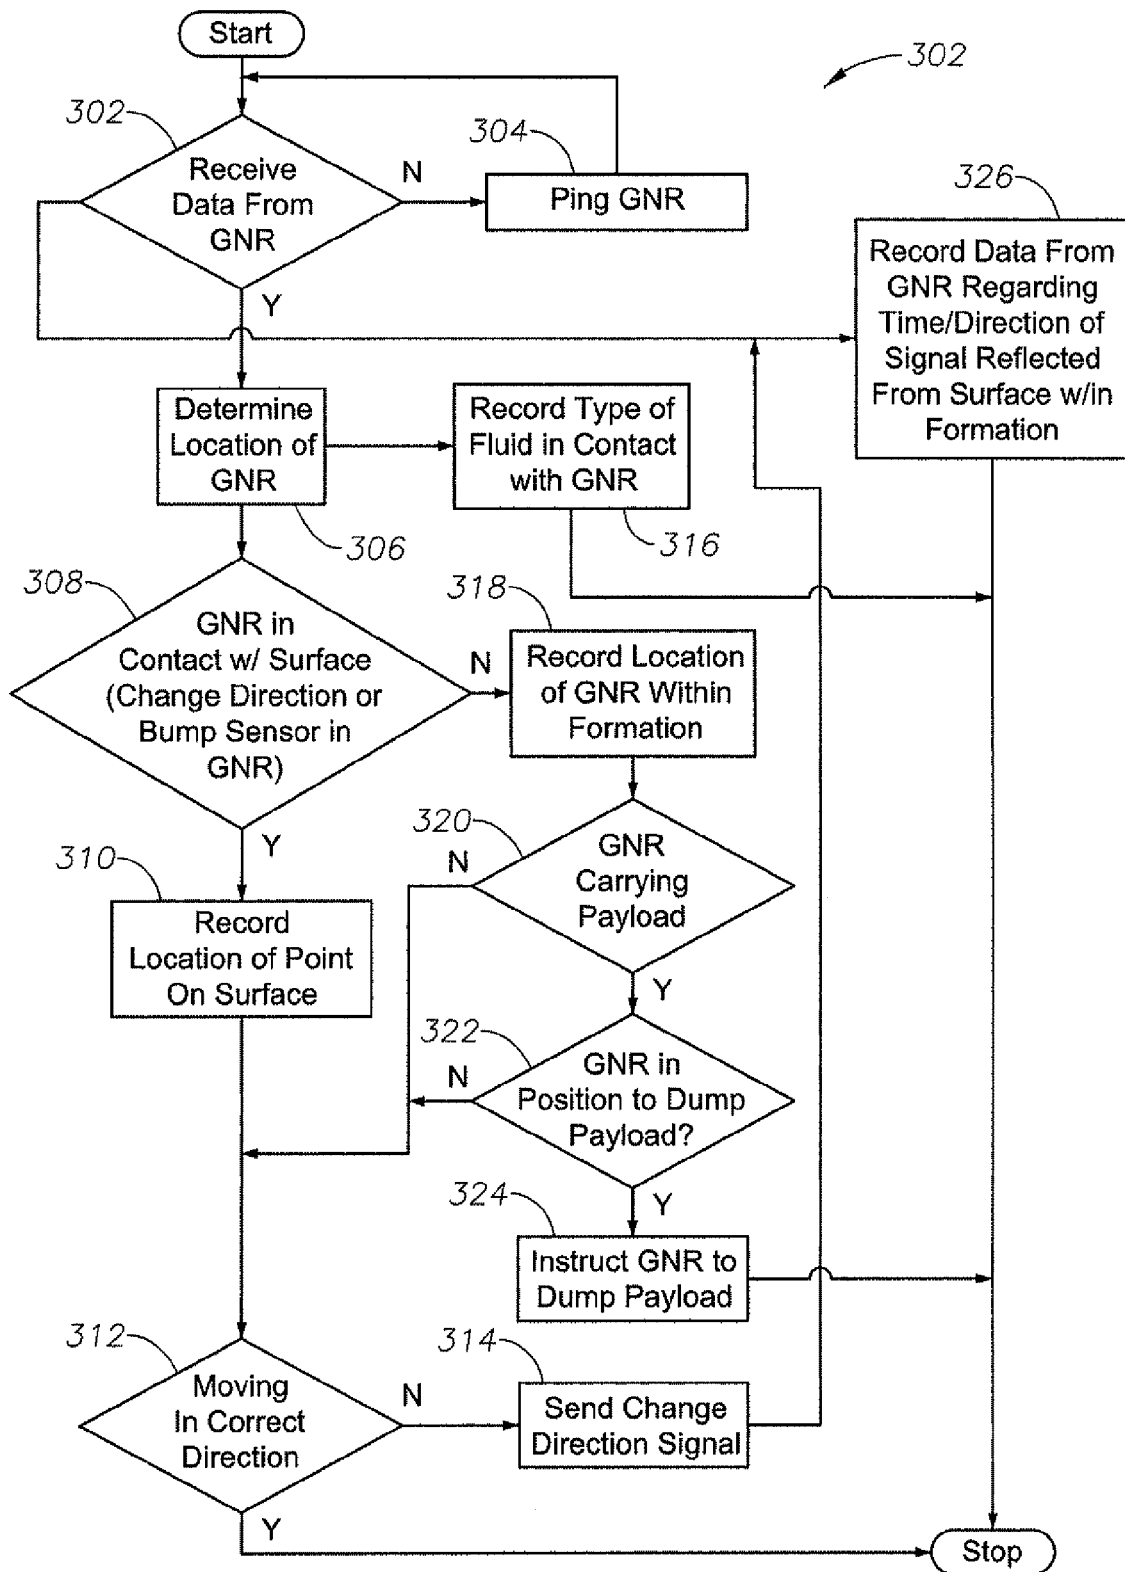 Start
302
302
Receive
Data From
GNR
N
304
Ping GNR
326
Record Data From
GNR Regarding
Time/Direction of
Signal Reflected
From Surface w/in
Formation
Y
Determine
Location of
GNR
306
Record Type of
Fluid in Contact
with GNR
316
308
GNR in
Contact w/ Surface
(Change Direction or
Bump Sensor in
GNR)
N
318
Record Location
of GNR Within
Formation
Y
310
Record
Location of Point
On Surface
320
GNR
Carrying
Payload
N
Y
322
GNR in
Position to Dump
Payload?
N
Y
324
Instruct GNR to
Dump Payload
312
Moving
In Correct
Direction
N
314
Send Change
Direction Signal
Y
Stop